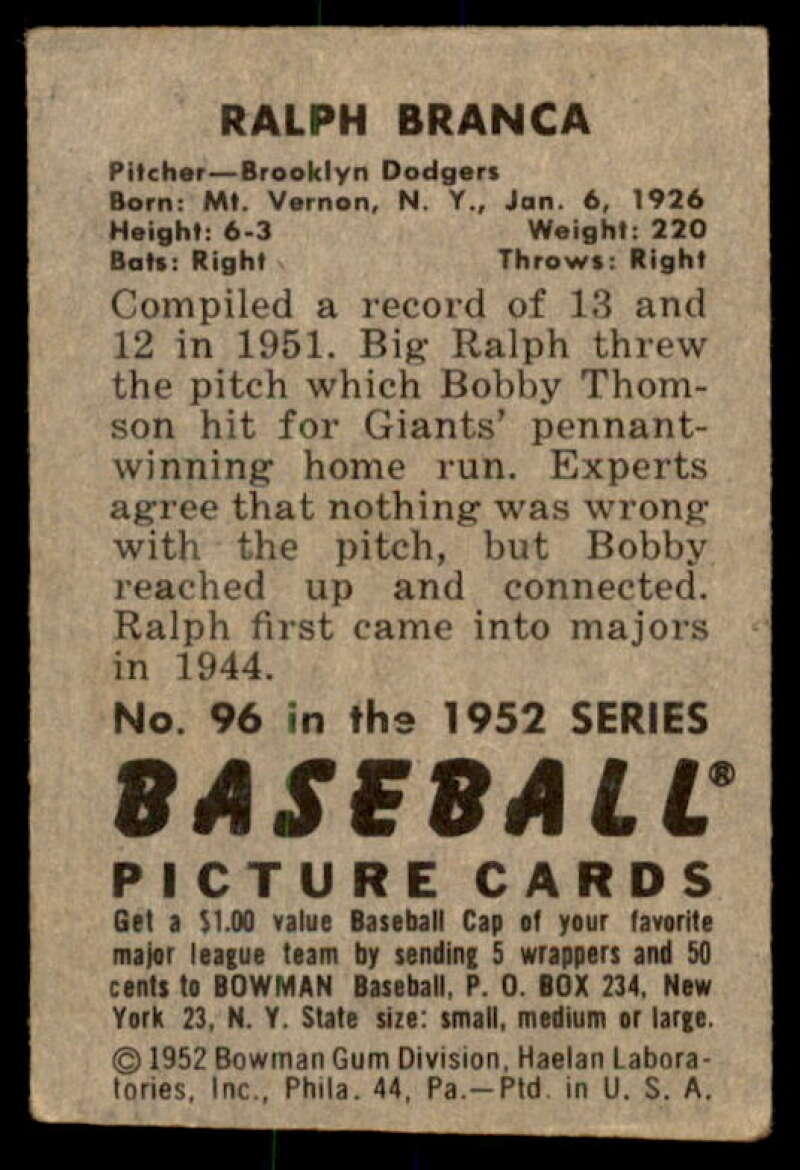 RALPH BRANCA
Pitcher—Brooklyn Dodgers
Born: Mt. Vernon, N. Y., Jan. 6, 1926
Height: 6-3 Weight: 220
Bats: Right Throws: Right
Compiled a record of 13 and
12 in 1951. Big Ralph threw
the pitch which Bobby Thom-
son hit for Giants' pennant-
winning home run. Experts
agree that nothing was wrong
with the pitch, but Bobby
reached up and connected.
Ralph first came into majors
in 1944.
No. 96 in the 1952 SERIES
BASEBALL®
PICTURE CARDS
Get a $1.00 value Baseball Cap of your favorite
major league team by sending 5 wrappers and 50
cents to BOWMAN Baseball, P. O. BOX 234, New
York 23, N. Y. State size: small, medium or large.
© 1952 Bowman Gum Division, Haelan Labora-
tories, Inc., Phila. 44, Pa.—Ptd. in U. S. A.